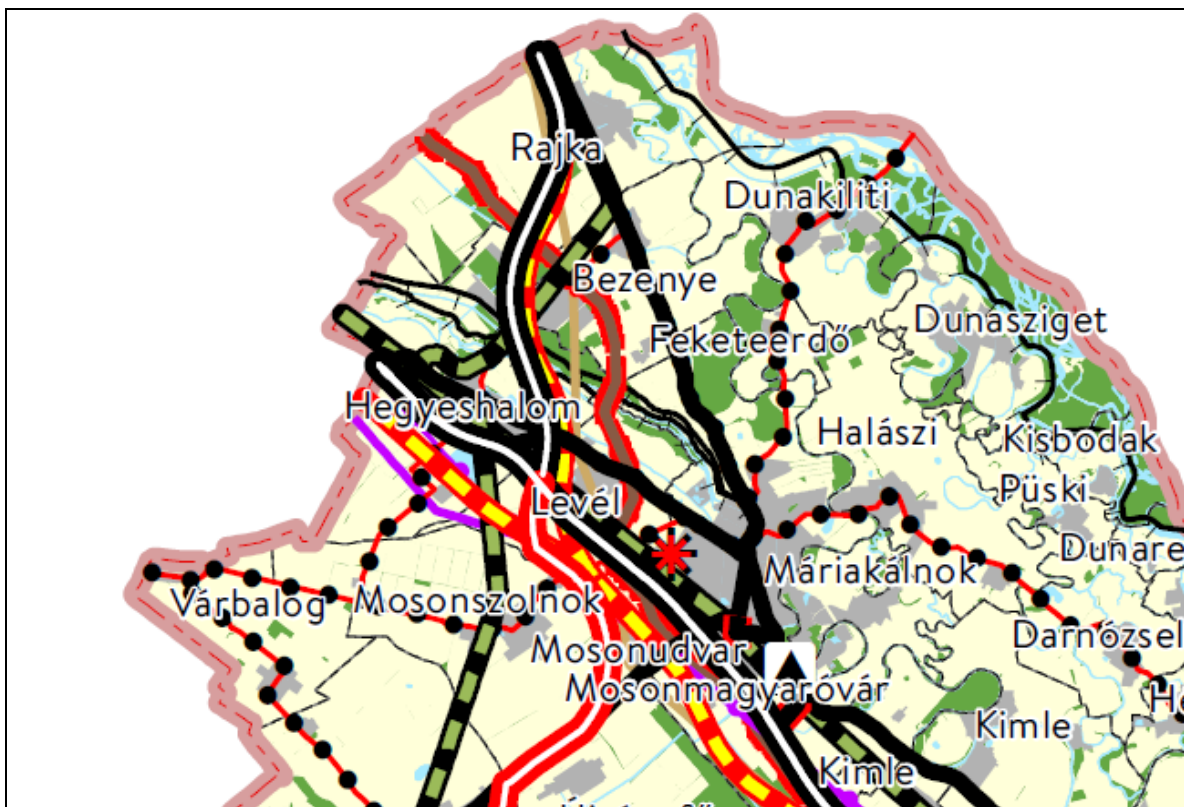 Rajka
Dunakiliti
Bezenye
Dunasziget
Feketeerdő
Hegyeshalom
Halászi
Kisbodak
Püski
Levél
Dunare
Máriakálnok
Várbalog
Mosonszolnok
Darnózsel
Mosonudvar
Mosonmagyaróvár
He
Kimle
Kimle